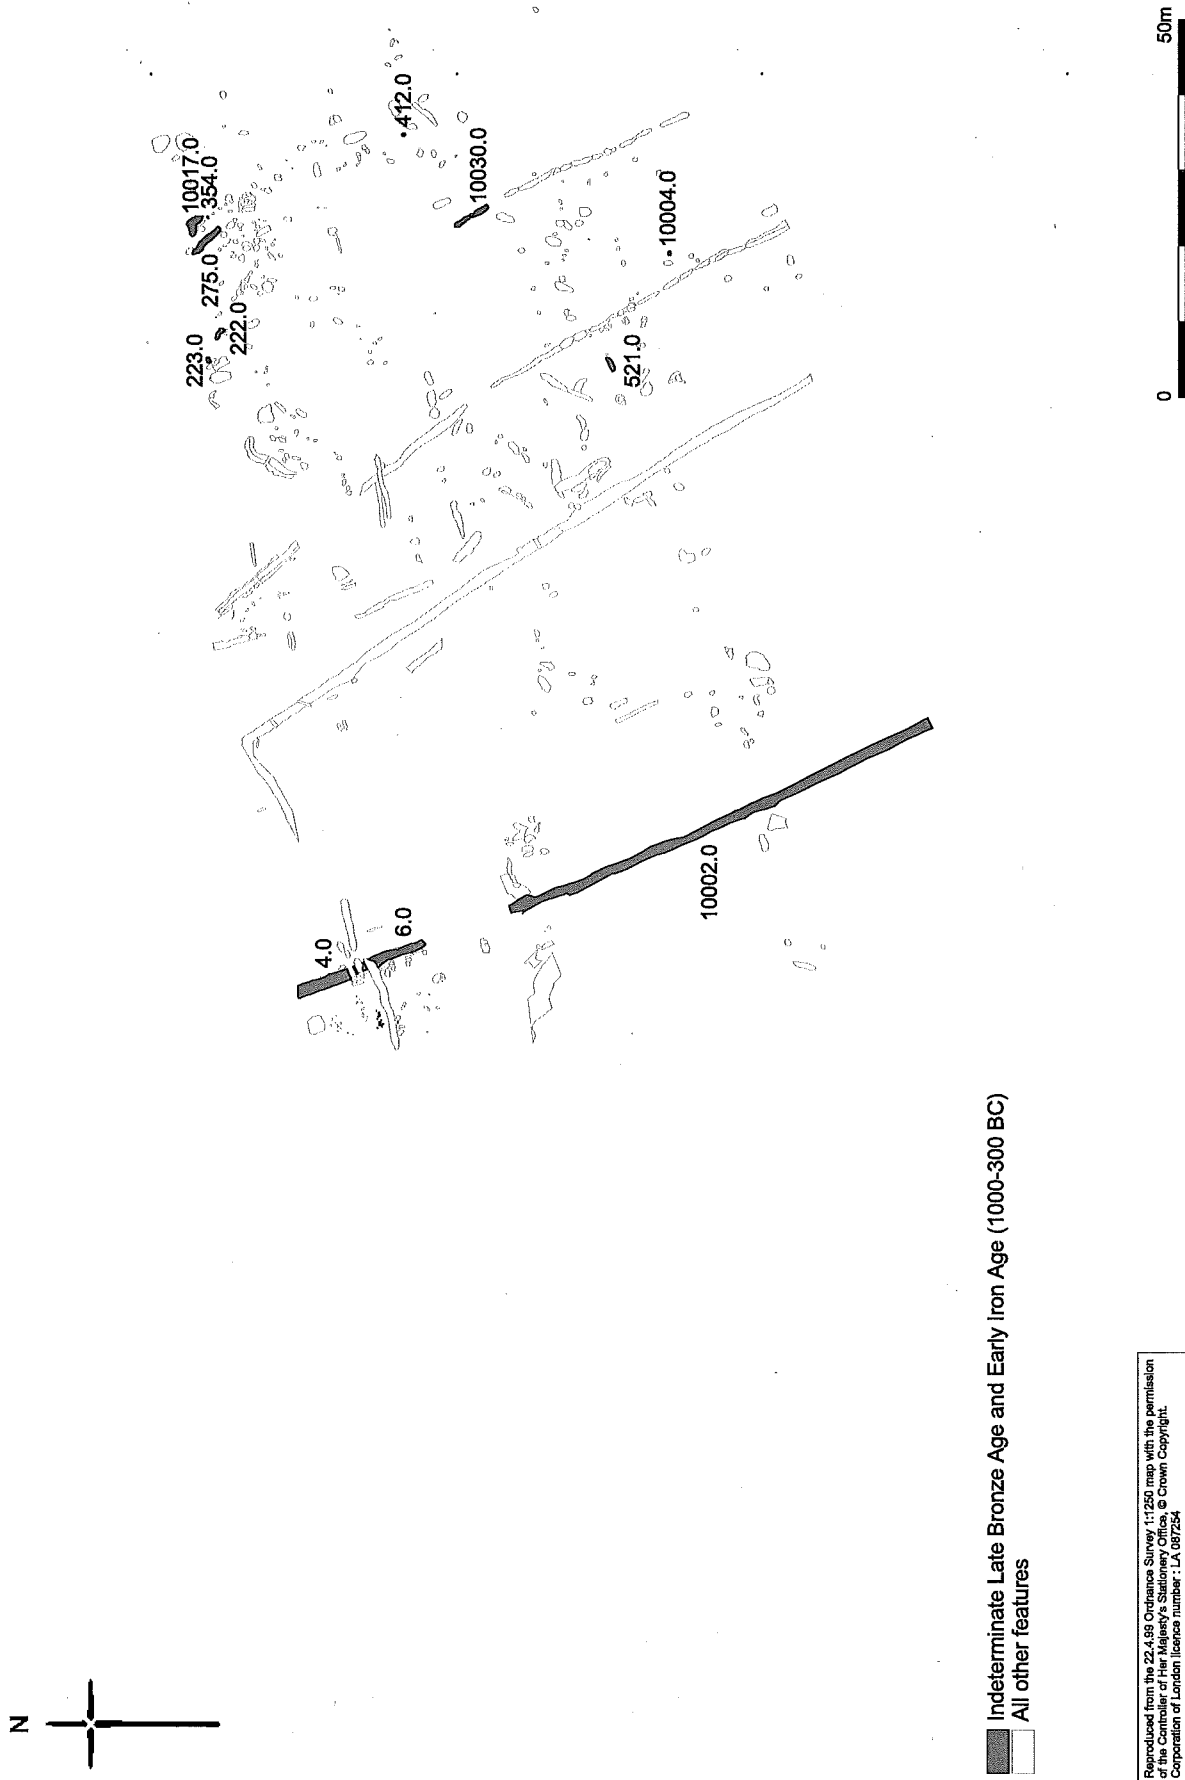 N
10017.0
354.0
275.0
223.0
222.0
412.0
10030.0
10004.0
521.0
4.0
6.0
10002.0
0
50m
Indeterminate Late Bronze Age and Early Iron Age (1000-300 BC)
All other features
Reproduced from the 22.4.99 Ordnance Survey 1:1250 map with the permission
of the Controller of Her Majesty's Stationery Office, © Crown Copyright.
Corporation of London licence number : LA 087254